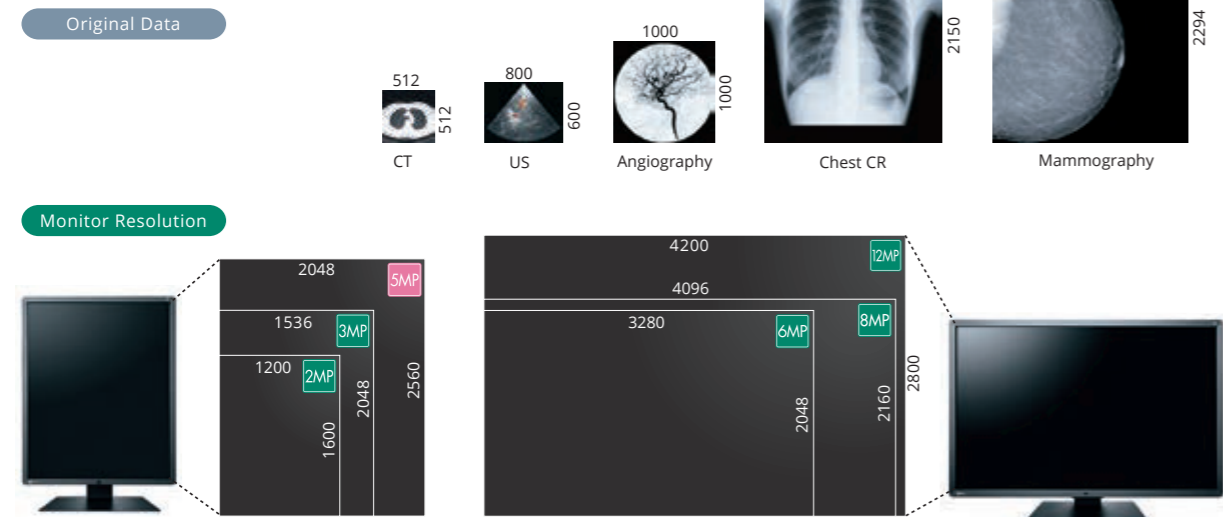 Original Data
512
512
CT
800
600
US
1000
1000
Angiography
2150
Chest CR
2294
Mammography
Monitor Resolution
2048
5MP
2560
1536
3MP
2048
1200
2MP
1600
4200
12MP
2800
4096
8MP
2160
3280
6MP
2048